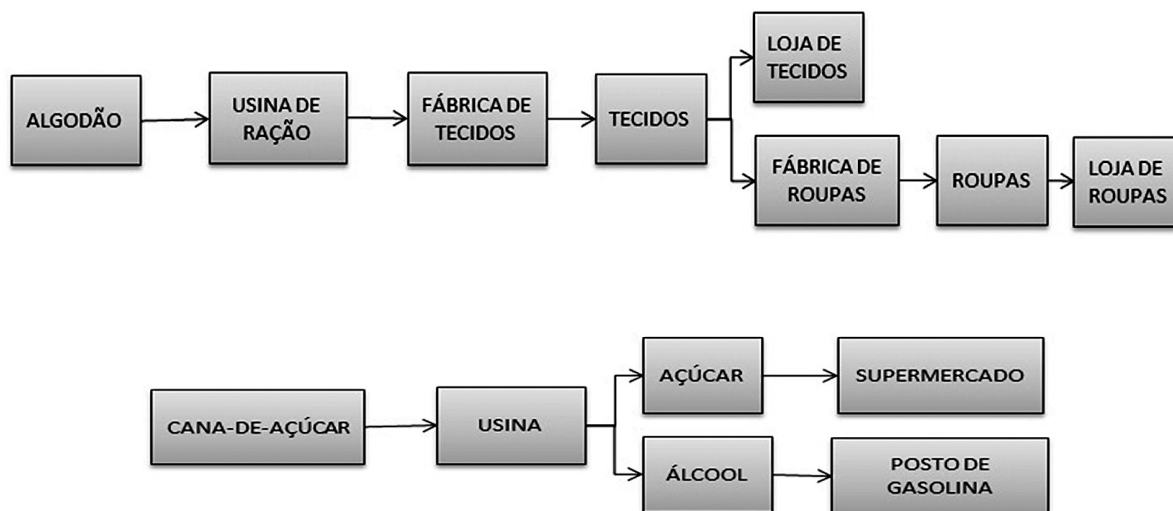 ALGODÃO
USINA DE
RAÇÃO
FÁBRICA DE
TECIDOS
TECIDOS
LOJA DE
TECIDOS
FÁBRICA DE
ROUPAS
ROUPAS
LOJA DE
ROUPAS
CANA-DE-AÇÚCAR
USINA
AÇÚCAR
SUPERMERCADO
ÁLCOOL
POSTO DE
GASOLINA